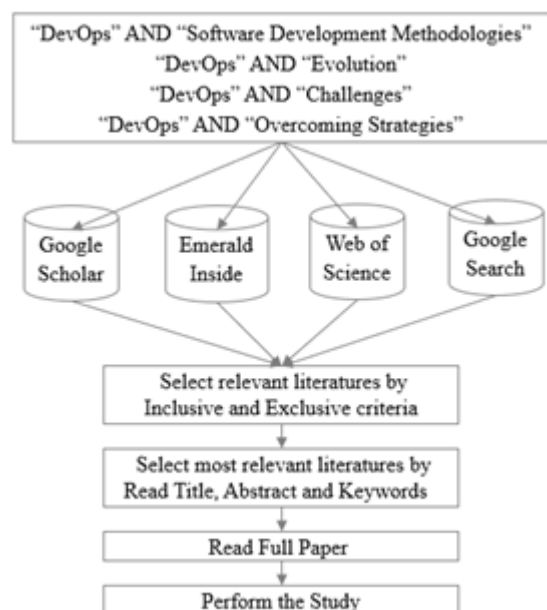 “DevOps” AND “Software Development Methodologies”
“DevOps” AND “Evolution”
“DevOps” AND “Challenges”
“DevOps” AND “Overcoming Strategies”
Google
Scholar
Emerald
Inside
Web of
Science
Google
Search
Select relevant literatures by
Inclusive and Exclusive criteria
Select most relevant literatures by
Read Title, Abstract and Keywords
Read Full Paper
Perform the Study